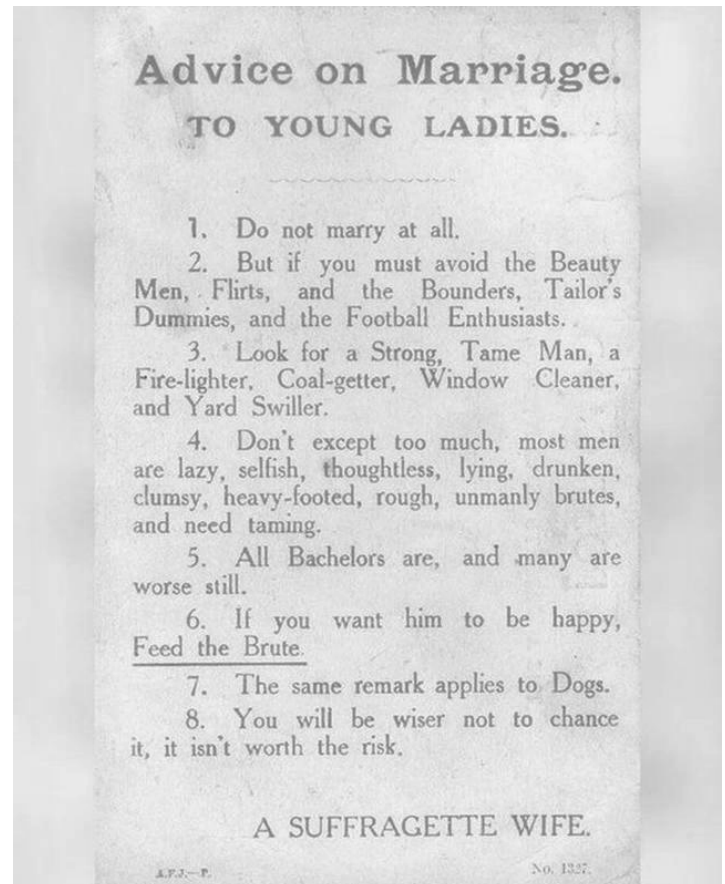 Advice on Marriage.
TO YOUNG LADIES.
1. Do not marry at all.
2. But if you must avoid the Beauty
Men, Flirts, and the Bounders, Tailor's
Dummies, and the Football Enthusiasts.
3. Look for a Strong, Tame Man, a
Fire-lighter, Coal-getter, Window Cleaner,
and Yard Swiller.
4. Don't except too much, most men
are lazy, selfish, thoughtless, lying, drunken,
clumsy, heavy-footed, rough, unmanly brutes,
and need taming.
5. All Bachelors are, and many are
worse still.
6. If you want him to be happy,
Feed the Brute.
7. The same remark applies to Dogs.
8. You will be wiser not to chance
it, it isn't worth the risk.
A SUFFRAGETTE WIFE.
A.F.J.—P.
No. 1327.